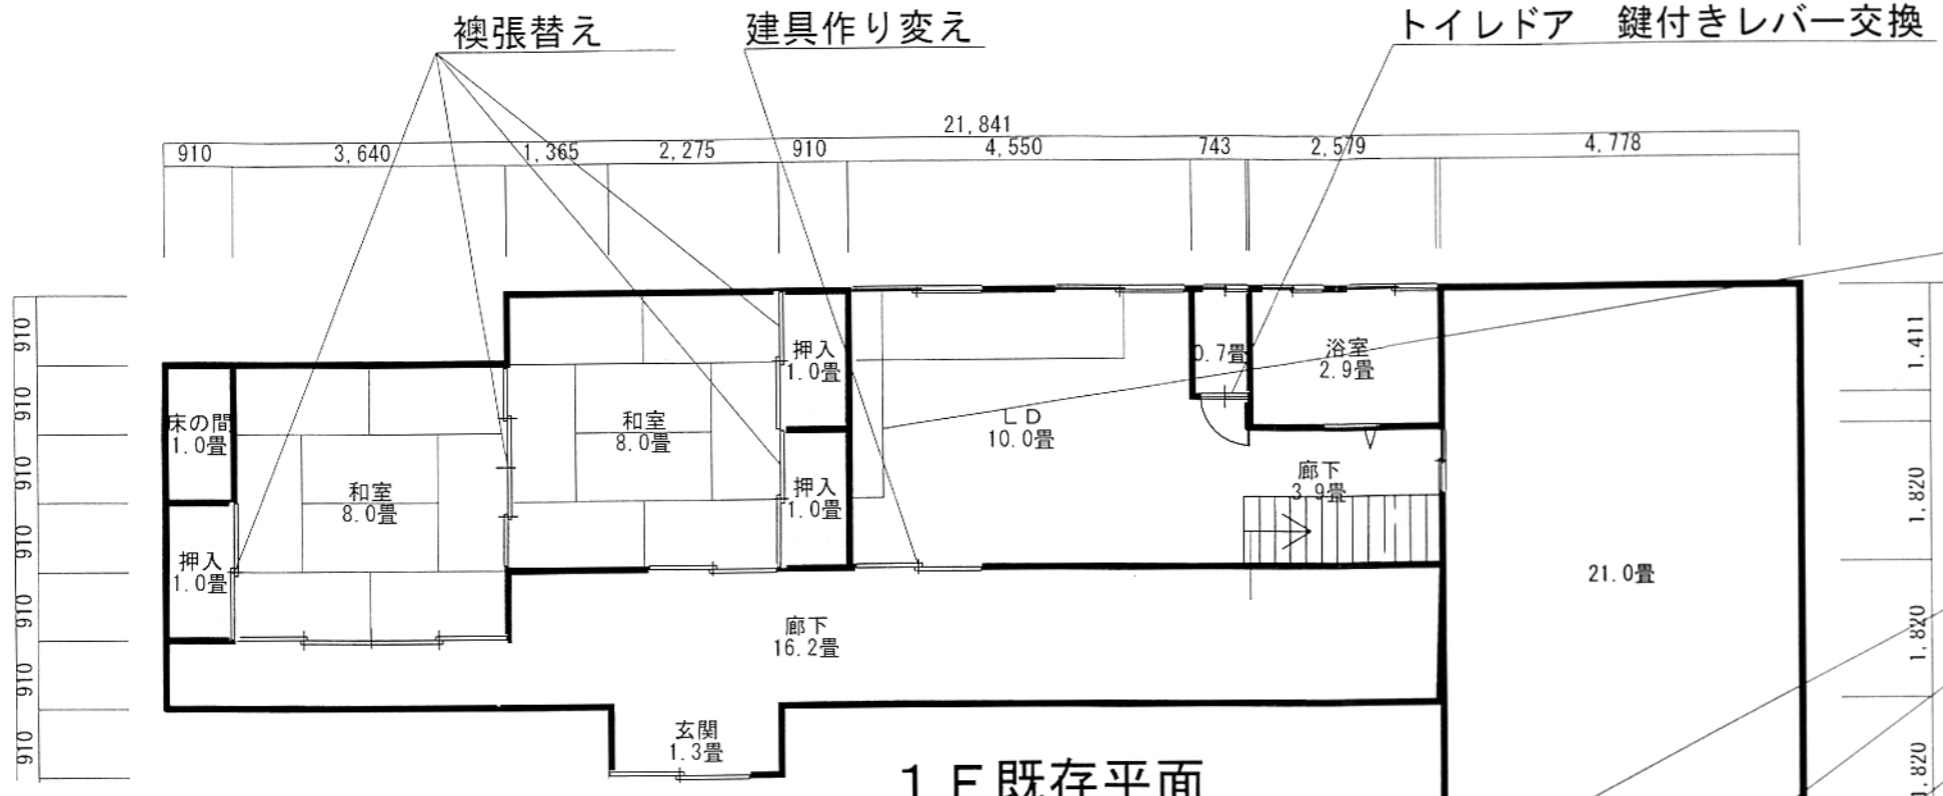 襖張替え
建具作り変え
トイレドア　鍵付きレバー交換
21,841
910
3,640
1,365
2,275
910
4,550
743
2,579
4,778
910
910
910
910
910
910
910
1,411
1,820
1,820
1,820
床の間
1.0畳
押入
1.0畳
和室
8.0畳
和室
8.0畳
押入
1.0畳
押入
1.0畳
LD
10.0畳
0.7畳
浴室
2.9畳
廊下
3.9畳
21.0畳
廊下
16.2畳
玄関
1.3畳
1F既存平面